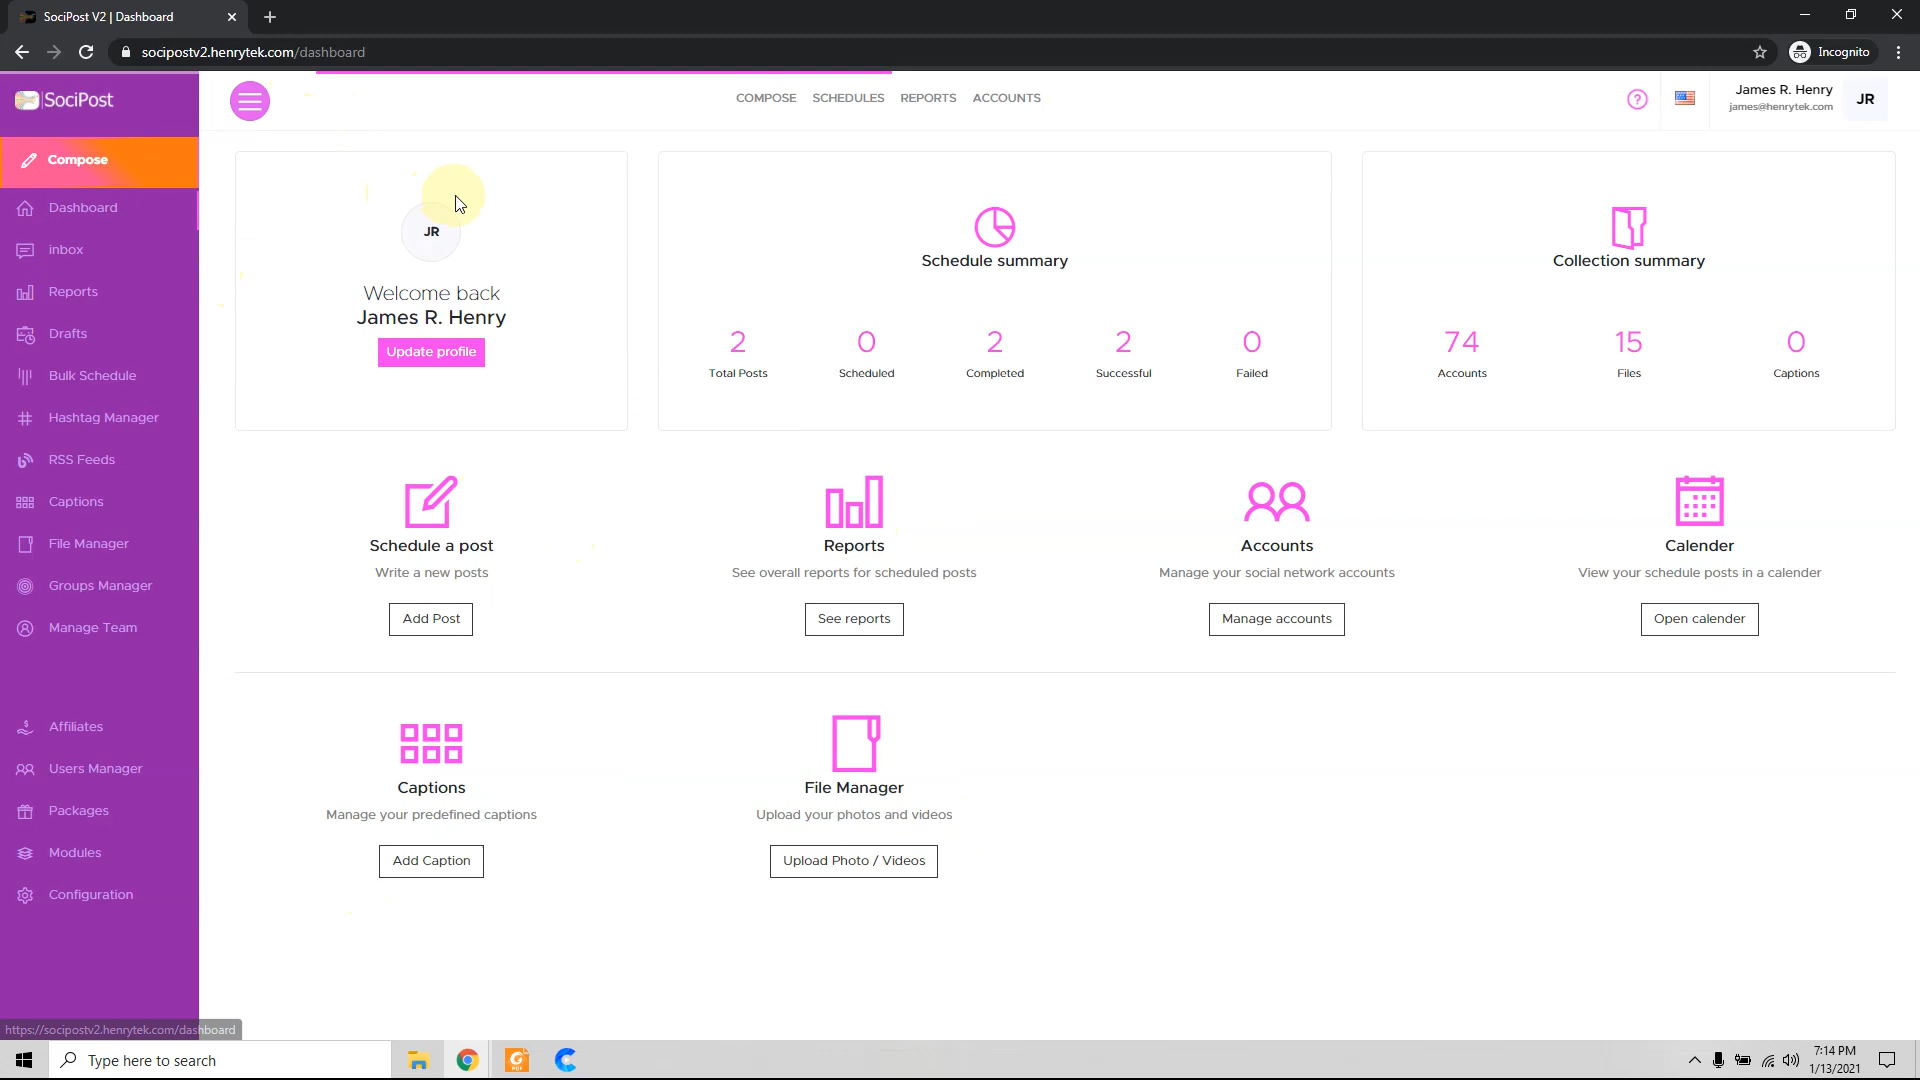 SociPost V2 | Dashboard
socipostv2.henrytek.com/dashboard
Incognito
SociPost
COMPOSE SCHEDULES REPORTS ACCOUNTS
James R. Henry
james@henrytek.com
JR
Compose
Dashboard
inbox
Reports
Drafts
Bulk Schedule
Hashtag Manager
RSS Feeds
Captions
File Manager
Groups Manager
Manage Team
Affiliates
Users Manager
Packages
Modules
Configuration
JR
Welcome back
James R. Henry
Update profile
Schedule summary
2 0 2 2 0
Total Posts Scheduled Completed Successful Failed
Collection summary
74 15 0
Accounts Files Captions
Schedule a post
Write a new posts
Add Post
Reports
See overall reports for scheduled posts
See reports
Accounts
Manage your social network accounts
Manage accounts
Calender
View your schedule posts in a calender
Open calender
Captions
Manage your predefined captions
Add Caption
File Manager
Upload your photos and videos
Upload Photo / Videos
https://socipostv2.henrytek.com/dashboard
Type here to search
7:14 PM
1/13/2021